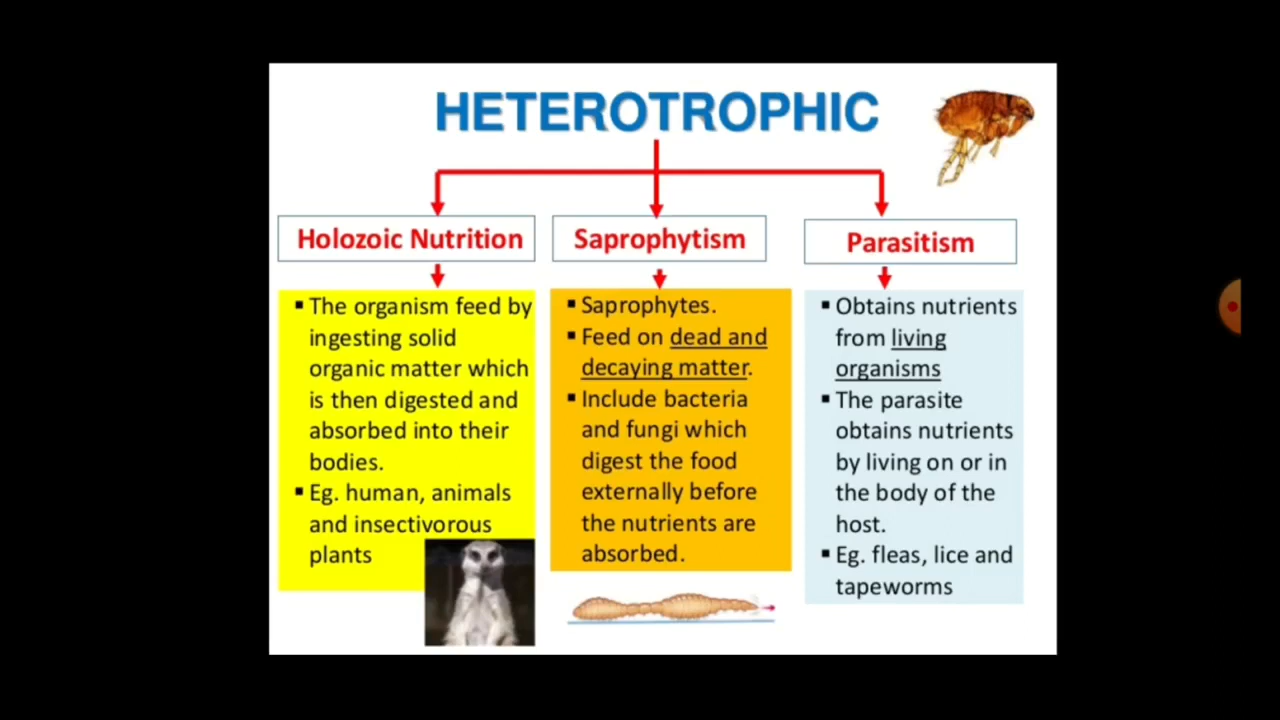 HETEROTROPHIC
Holozoic Nutrition
▪ The organism feed by
ingesting solid
organic matter which
is then digested and
absorbed into their
bodies.
▪ Eg. human, animals
and insectivorous
plants
Saprophytism
▪ Saprophytes.
▪ Feed on dead and
decaying matter.
▪ Include bacteria
and fungi which
digest the food
externally before
the nutrients are
absorbed.
Parasitism
▪ Obtains nutrients
from living
organisms
▪ The parasite
obtains nutrients
by living on or in
the body of the
host.
▪ Eg. fleas, lice and
tapeworms